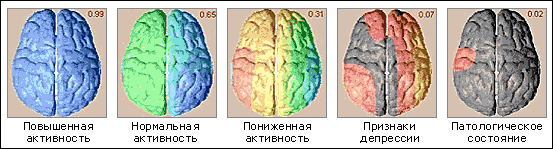 0.99
0.65
0.31
0.07
0.02
Повышенная
активность
Нормальная
активность
Пониженная
активность
Признаки
депрессии
Патологическое
состояние